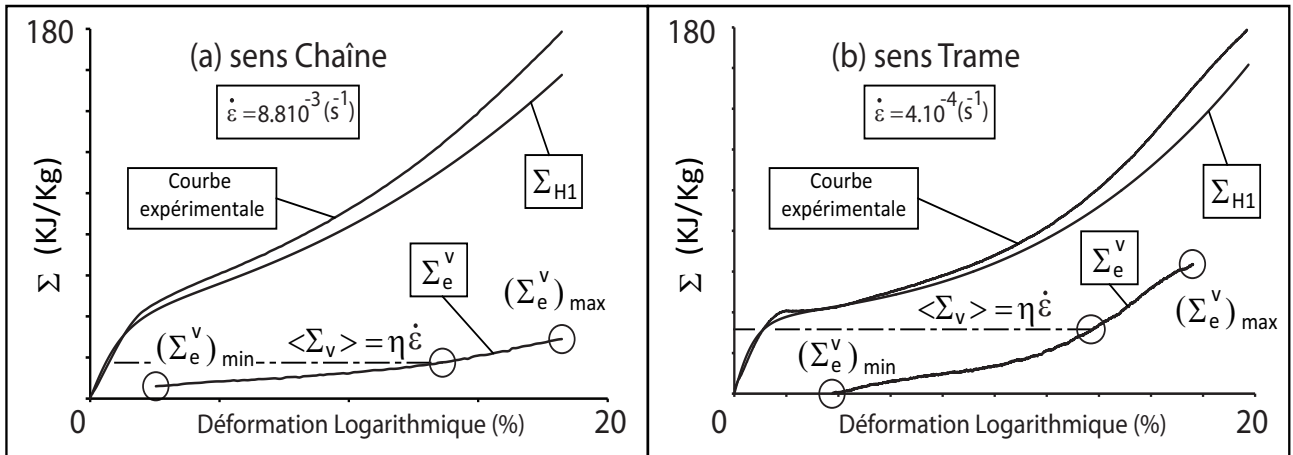 180
(a) sens Chaîne
ε̇ =8.810⁻³(s⁻¹)
Courbe
expérimentale
Σ_H1
Σ (KJ/Kg)
Σ_e^v
(Σ_e^v)_max
(Σ_e^v)_min
<Σ_v> = η ε̇
0
Déformation Logarithmique (%)
20
180
(b) sens Trame
ε̇ =4.10⁻⁴(s⁻¹)
Courbe
expérimentale
Σ_H1
Σ (KJ/Kg)
Σ_e^v
<Σ_v> = η ε̇
(Σ_e^v)_max
(Σ_e^v)_min
0
Déformation Logarithmique (%)
20